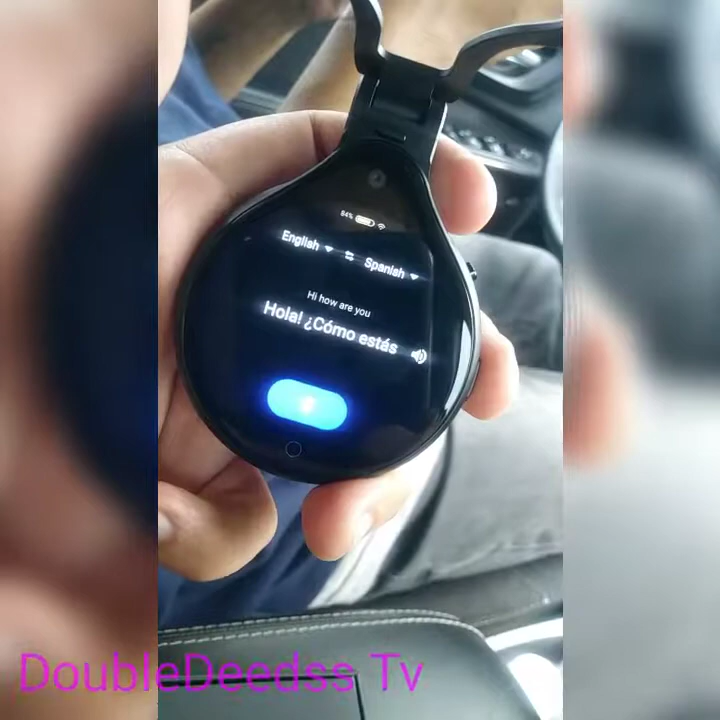 84%
English Spanish
Hi how are you
Hola! ¿Cómo estás
DoubleDeedss Tv